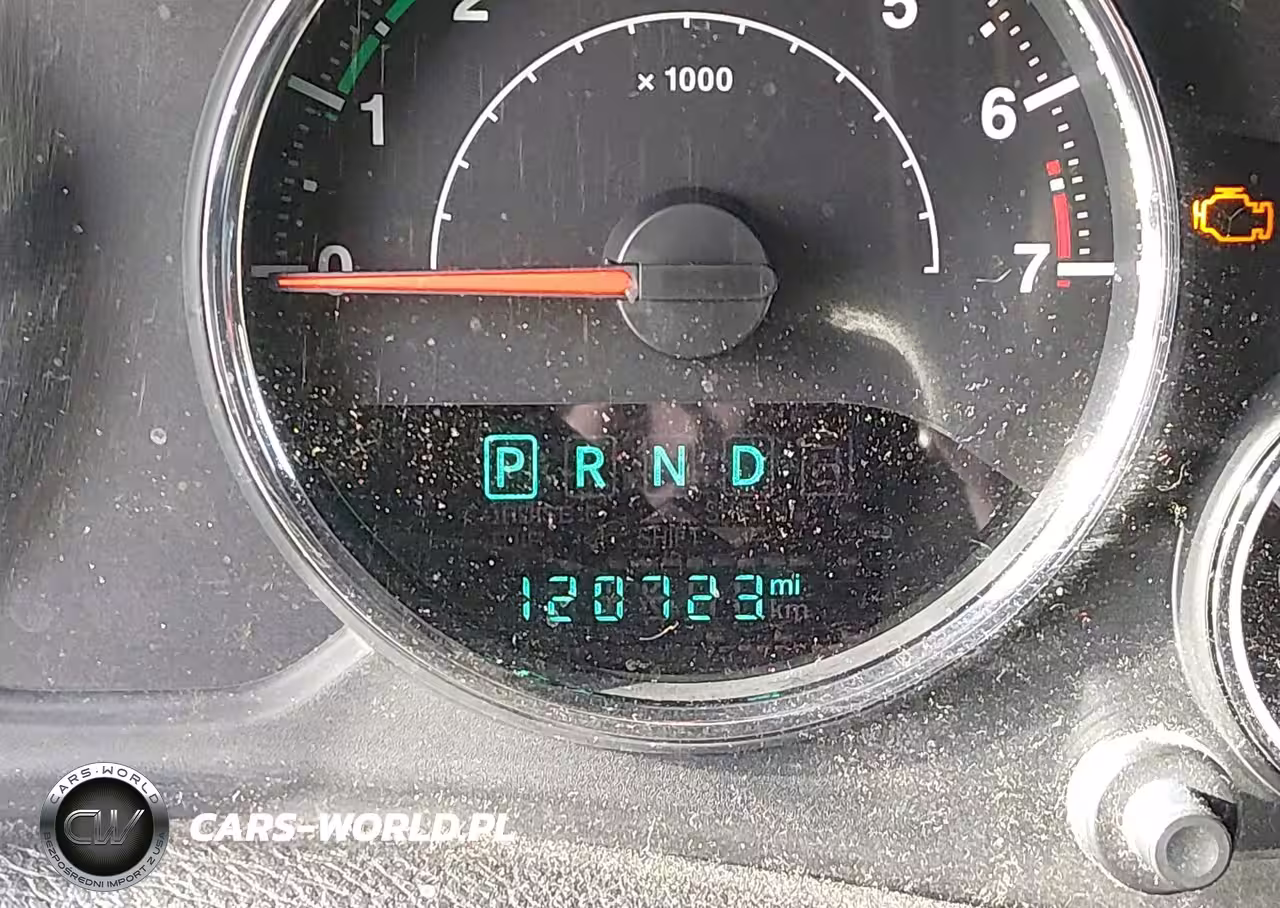 2
5
× 1000
1
6
0
7
P R N D
120723 mi
km
CARS-WORLD
CW
BEZPOŚREDNI IMPORT Z USA
CARS-WORLD.PL